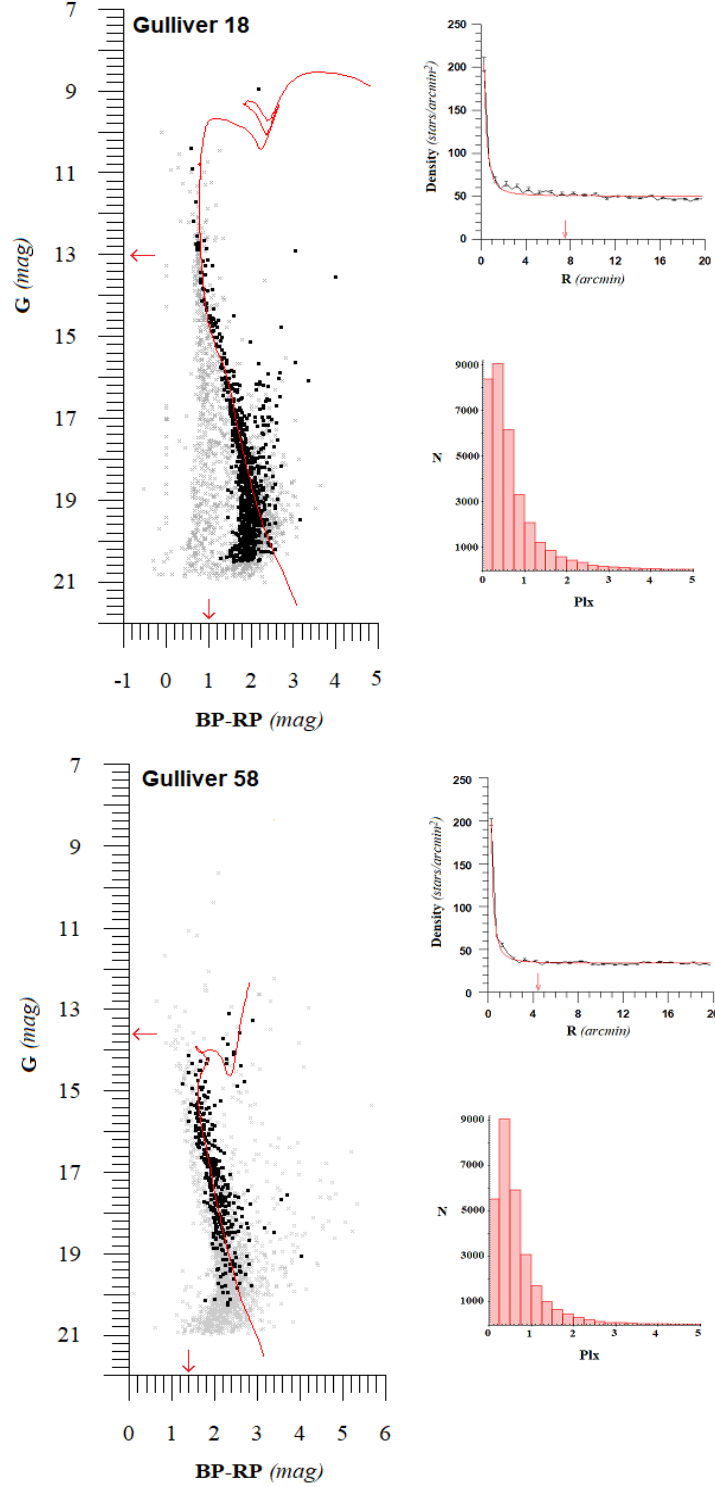 Gulliver 18
7
9
11
13
15
17
19
21
G (mag)
-1 0 1 2 3 4 5
BP-RP (mag)
250
200
150
100
50
0
Density (stars/arcmin²)
0 4 8 12 16 20
R (arcmin)
9000
7000
5000
3000
1000
N
0 1 2 3 4 5
Plx
Gulliver 58
7
9
11
13
15
17
19
21
G (mag)
0 1 2 3 4 5 6
BP-RP (mag)
250
200
150
100
50
0
Density (stars/arcmin²)
0 4 8 12 16 20
R (arcmin)
9000
7000
5000
3000
1000
N
0 1 2 3 4 5
Plx